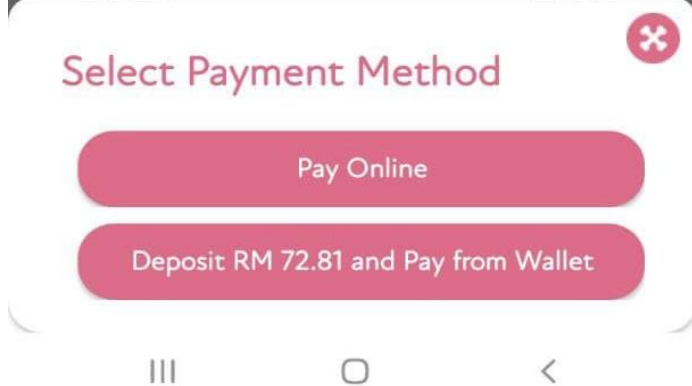 Select Payment Method
Pay Online
Deposit RM 72.81 and Pay from Wallet